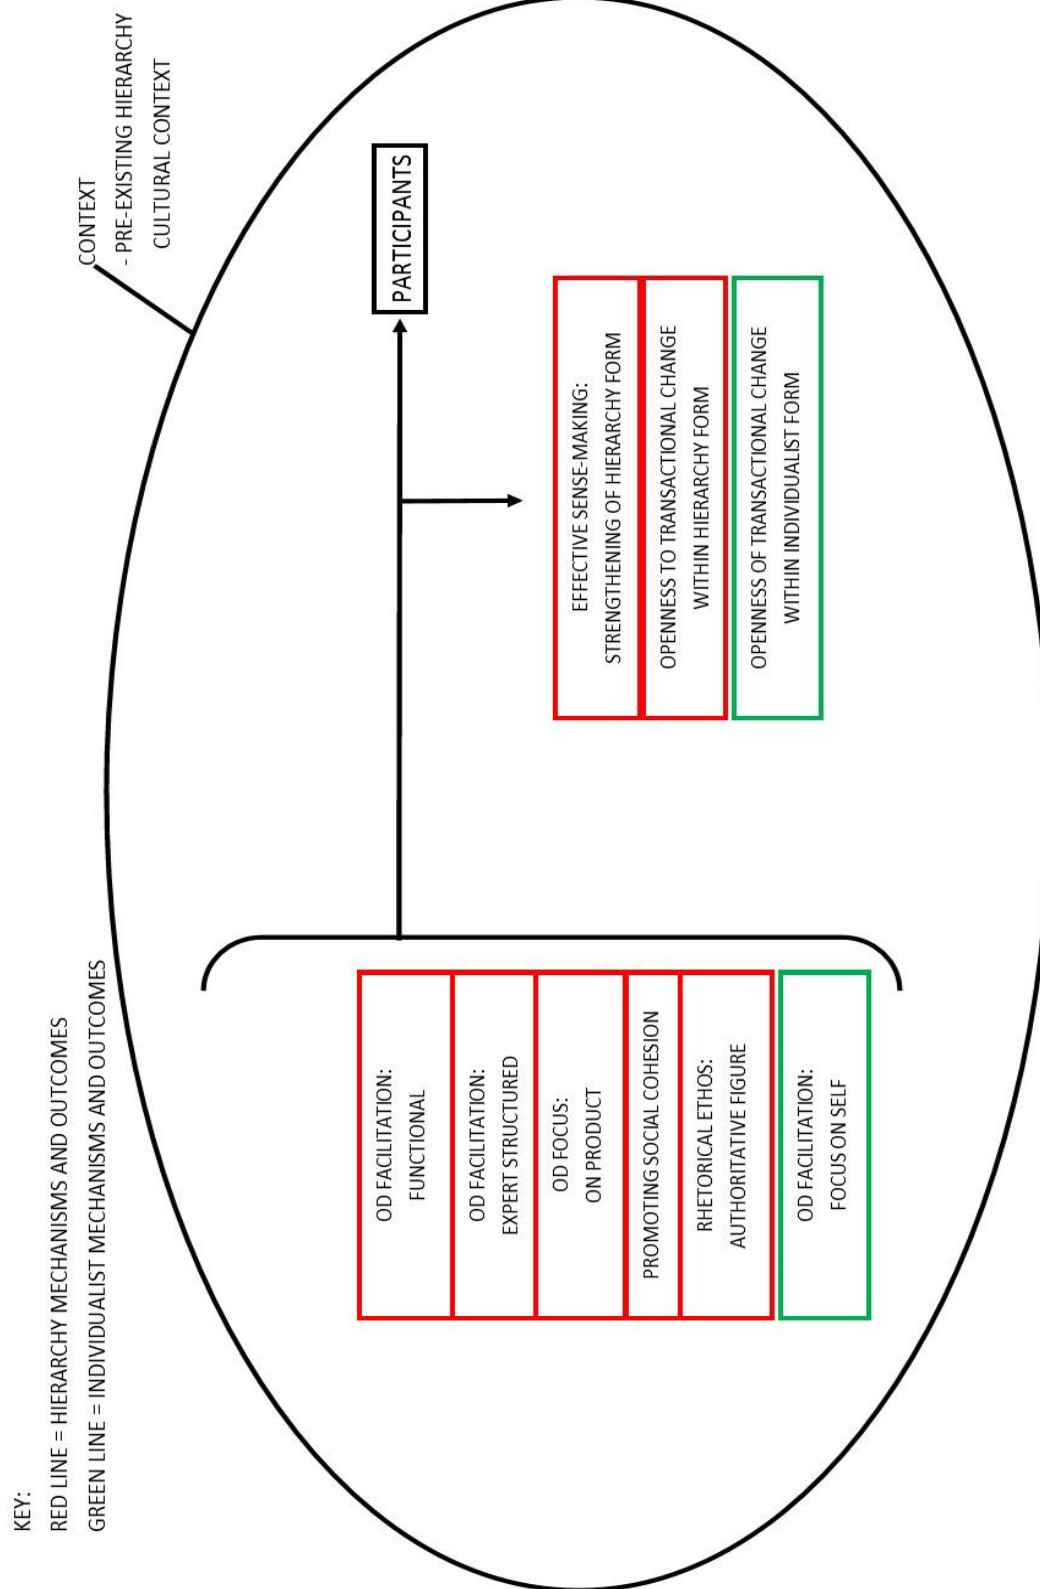 KEY:
RED LINE = HIERARCHY MECHANISMS AND OUTCOMES
GREEN LINE = INDIVIDUALIST MECHANISMS AND OUTCOMES
CONTEXT
- PRE-EXISTING HIERARCHY
CULTURAL CONTEXT
OD FACILITATION:
FUNCTIONAL
OD FACILITATION:
EXPERT STRUCTURED
OD FOCUS:
ON PRODUCT
PROMOTING SOCIAL COHESION
RHETORICAL ETHOS:
AUTHORITATIVE FIGURE
OD FACILITATION:
FOCUS ON SELF
PARTICIPANTS
EFFECTIVE SENSE-MAKING:
STRENGTHENING OF HIERARCHY FORM
OPENNESS TO TRANSACTIONAL CHANGE
WITHIN HIERARCHY FORM
OPENNESS OF TRANSACTIONAL CHANGE
WITHIN INDIVIDUALIST FORM